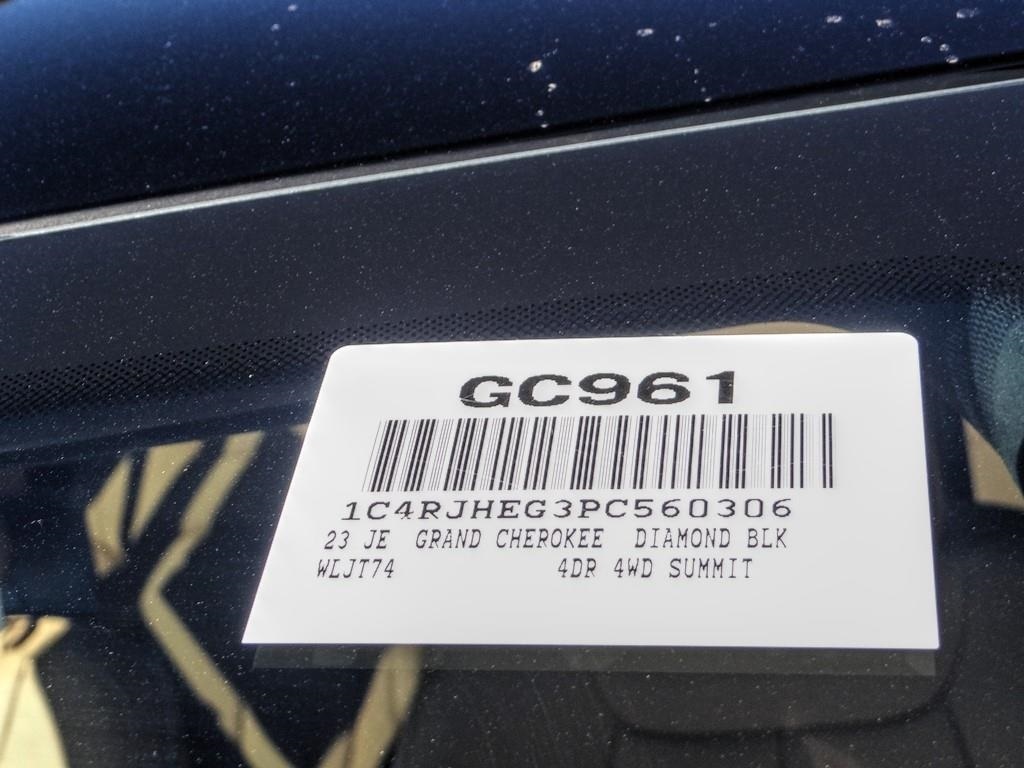 GC961
1C4RJHEG3PC560306
23 JE GRAND CHEROKEE DIAMOND BLK
WLJT74 4DR 4WD SUMMIT